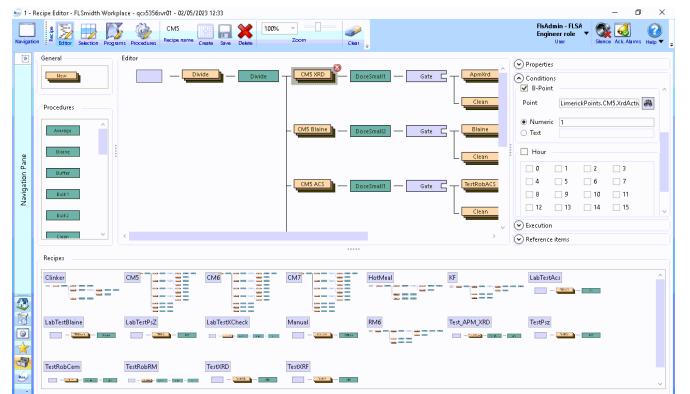 1 - Recipe Editor - FLSmidth Workplace - qcx5356rvr01 - 02/05/2023 12:33
Navigation
Recipe
Editor
Selection
Programs
Procedures
CM5
Recipe name
Create
Save
Delete
100%
Zoom
Clear
FlsAdmin - FLSA
Engineer role
User
Silence
Ack. Alarms
Help
Navigation Pane
General
New
Procedures
Average
Blaine
Buffer
Bulk1
Bulk2
Clean
Editor
Divide
Divide
CM5 XRD
DoseSmall1
Gate
ApmXrd
Clean
CM5 Blaine
DoseSmall2
Gate
Blaine
Clean
CM5 ACS
DoseSmall1
Gate
TestRobACS
Clean
Properties
Conditions
B-Point
Point
LimerickPoints.CM5.XrdActiv
Numeric
1
Text
Hour
0 1 2 3
4 5 6 7
8 9 10 11
12 13 14 15
Execution
Reference items
Recipes
Clinker
CM5
CM6
CM7
HotMeal
KF
LabTestAcs
LabTestBlaine
LabTestPsZ
LabTestXCheck
Manual
RM6
Test_APM_XRD
TestPsz
TestRobCem
TestRobRM
TestXRD
TestXRF